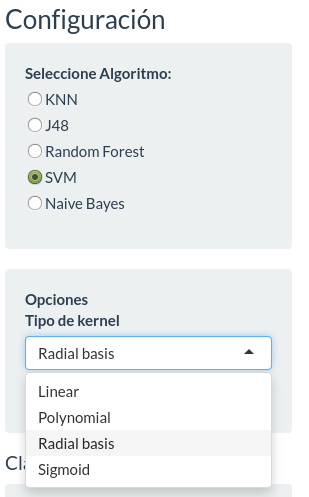 Configuración
Seleccione Algoritmo:
KNN
J48
Random Forest
SVM
Naive Bayes
Opciones
Tipo de kernel
Radial basis
Linear
Polynomial
Radial basis
Sigmoid